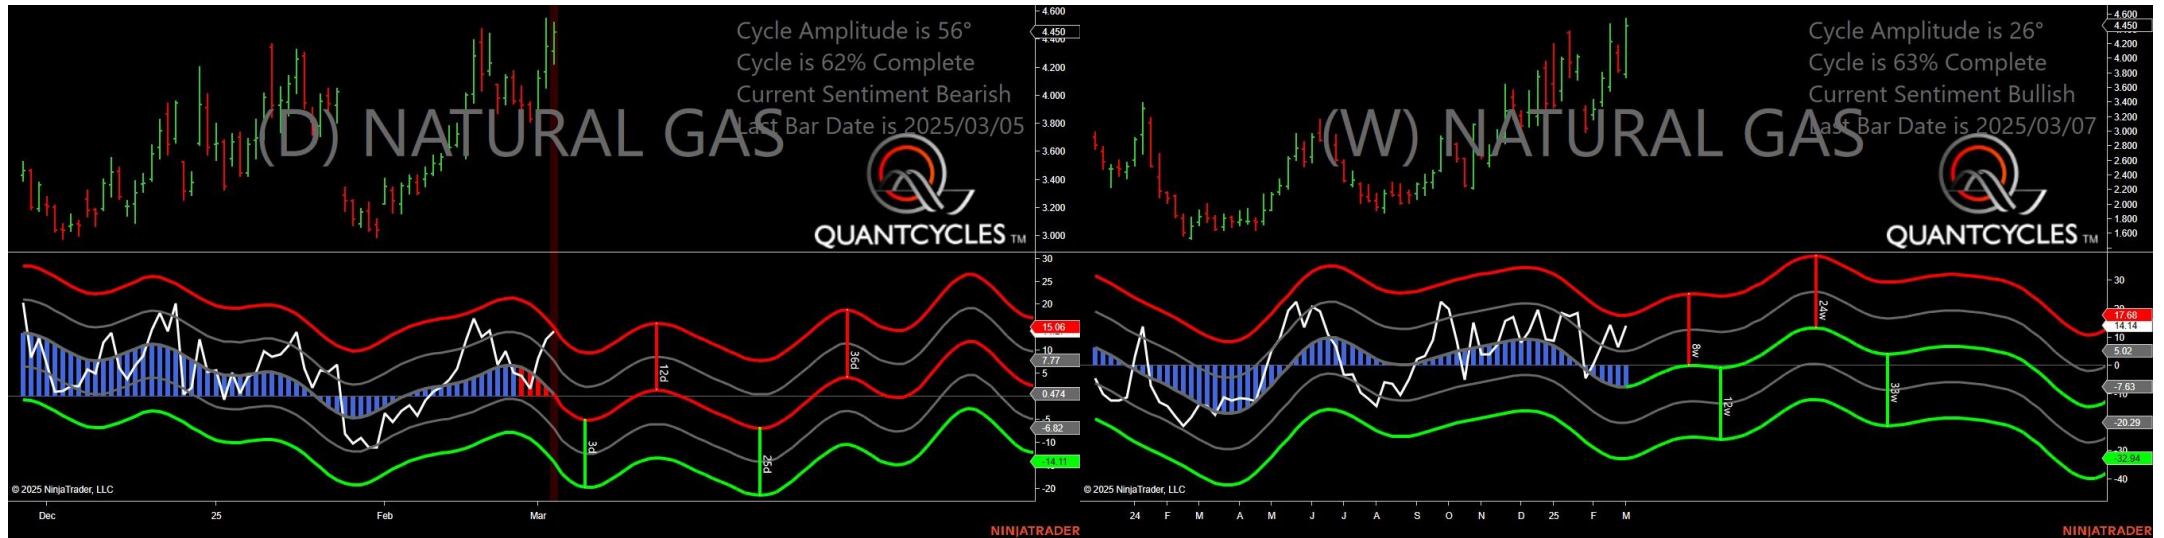 Cycle Amplitude is 56°
Cycle is 62% Complete
Current Sentiment Bearish
Last Bar Date is 2025/03/05
(D) NATURAL GAS
QUANTCYCLES TM
4.600
4.450
4.400
4.200
4.000
3.800
3.600
3.400
3.200
3.000
30
25
20
15.06
10
7.77
5
0.474
-5
-6.82
-10
-14.11
-20
3d
12d
25d
36d
© 2025 NinjaTrader, LLC
Dec 25 Feb Mar
NINJATRADER
Cycle Amplitude is 26°
Cycle is 63% Complete
Current Sentiment Bullish
Last Bar Date is 2025/03/07
(W) NATURAL GAS
QUANTCYCLES TM
4.600
4.450
4.200
4.000
3.800
3.600
3.400
3.200
3.000
2.800
2.600
2.400
2.200
2.000
1.800
1.600
30
17.68
14.14
10
5.02
0
-7.63
-10
-20.29
-30
-32.94
-40
8w
12w
24w
33w
© 2025 NinjaTrader, LLC
24 F M A M J J A S O N D 25 F M
NINJATRADER